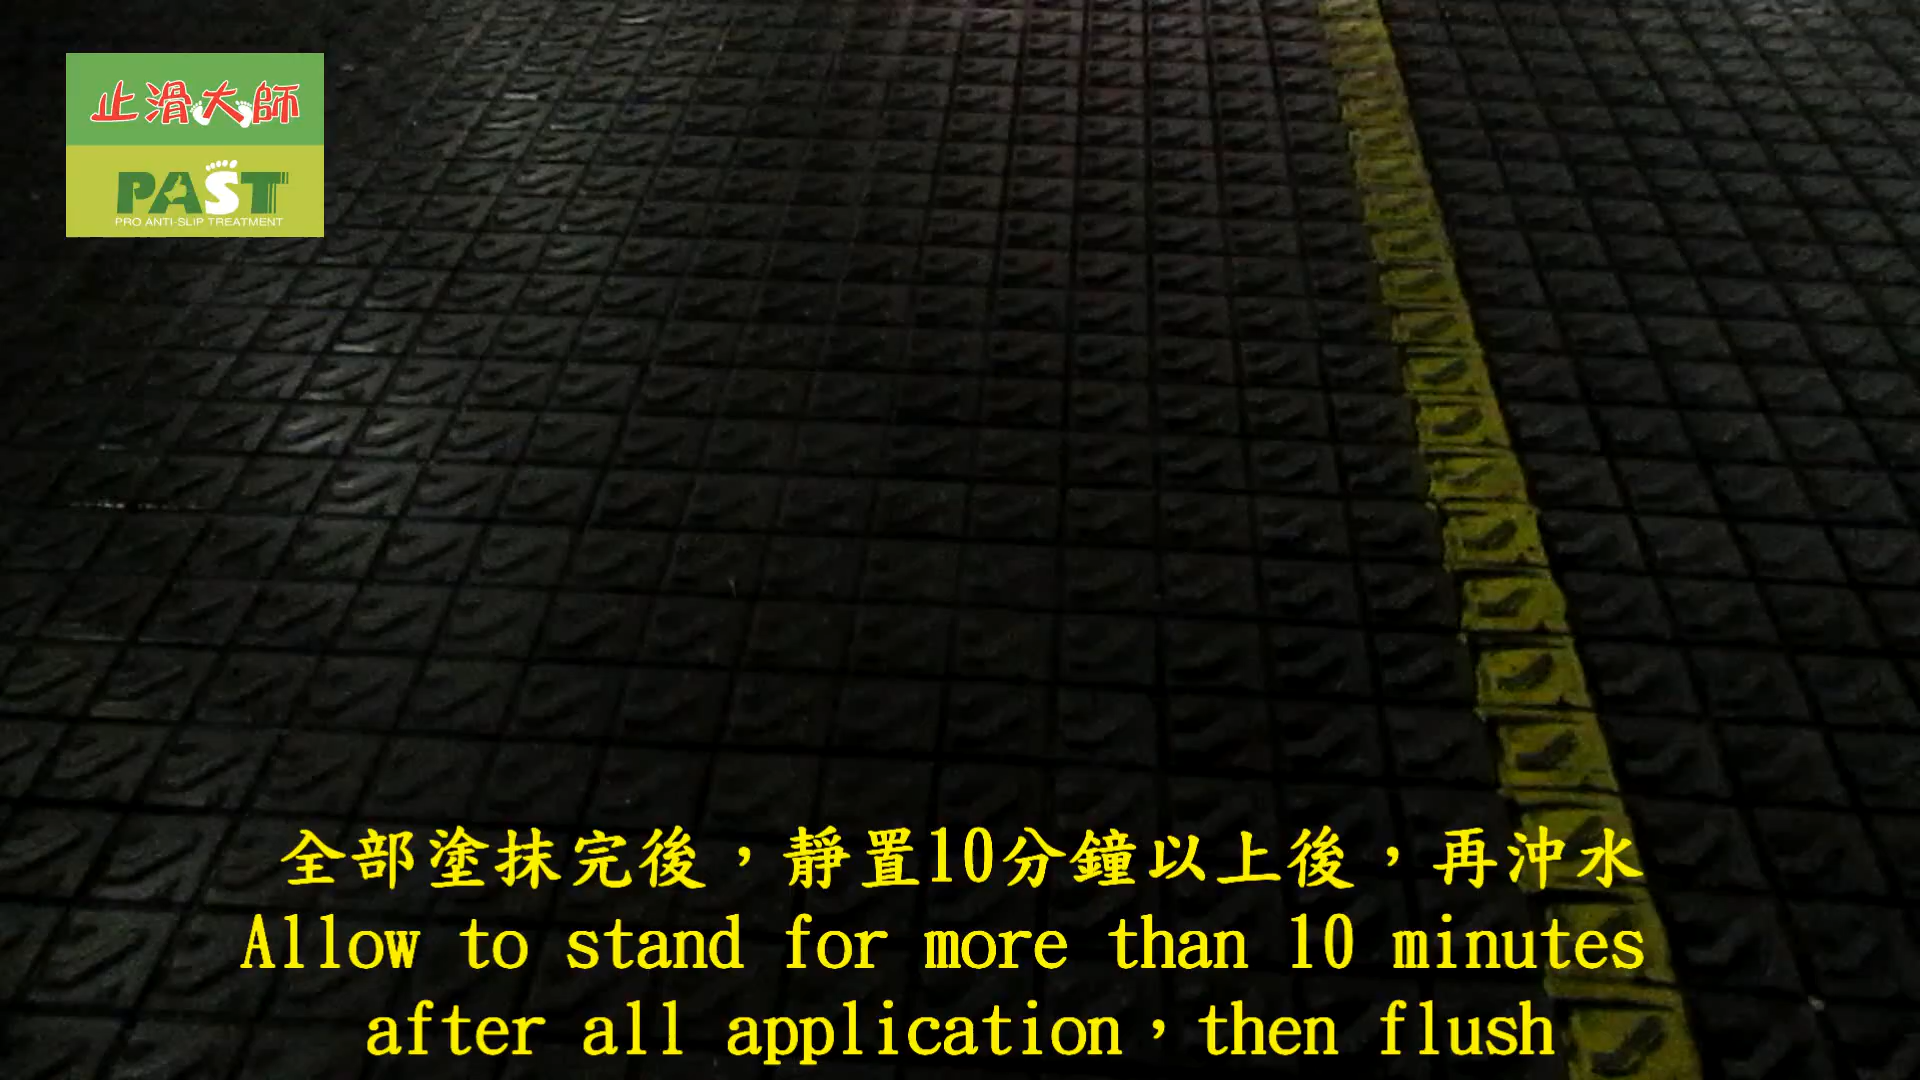 止滑大師
PAST
PRO ANTI-SLIP TREATMENT
全部塗抹完後，靜置10分鐘以上後，再沖水
Allow to stand for more than 10 minutes
after all application，then flush